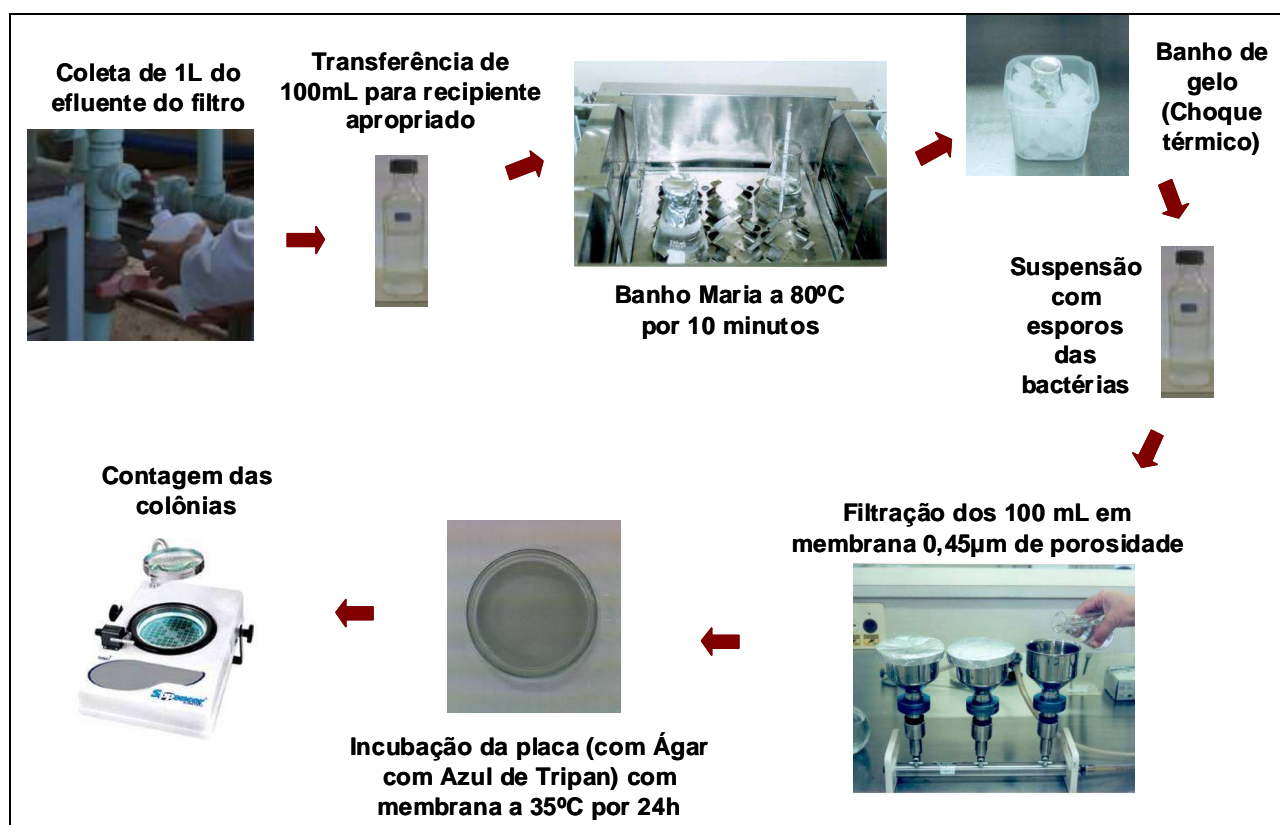 Coleta de 1L do
efluente do filtro
Transferência de
100mL para recipiente
apropriado
Banho Maria a 80ºC
por 10 minutos
Banho de
gelo
(Choque
térmico)
Suspensão
com
esporos
das
bactérias
Filtração dos 100 mL em
membrana 0,45µm de porosidade
Incubação da placa (com Ágar
com Azul de Tripan) com
membrana a 35ºC por 24h
Contagem das
colônias